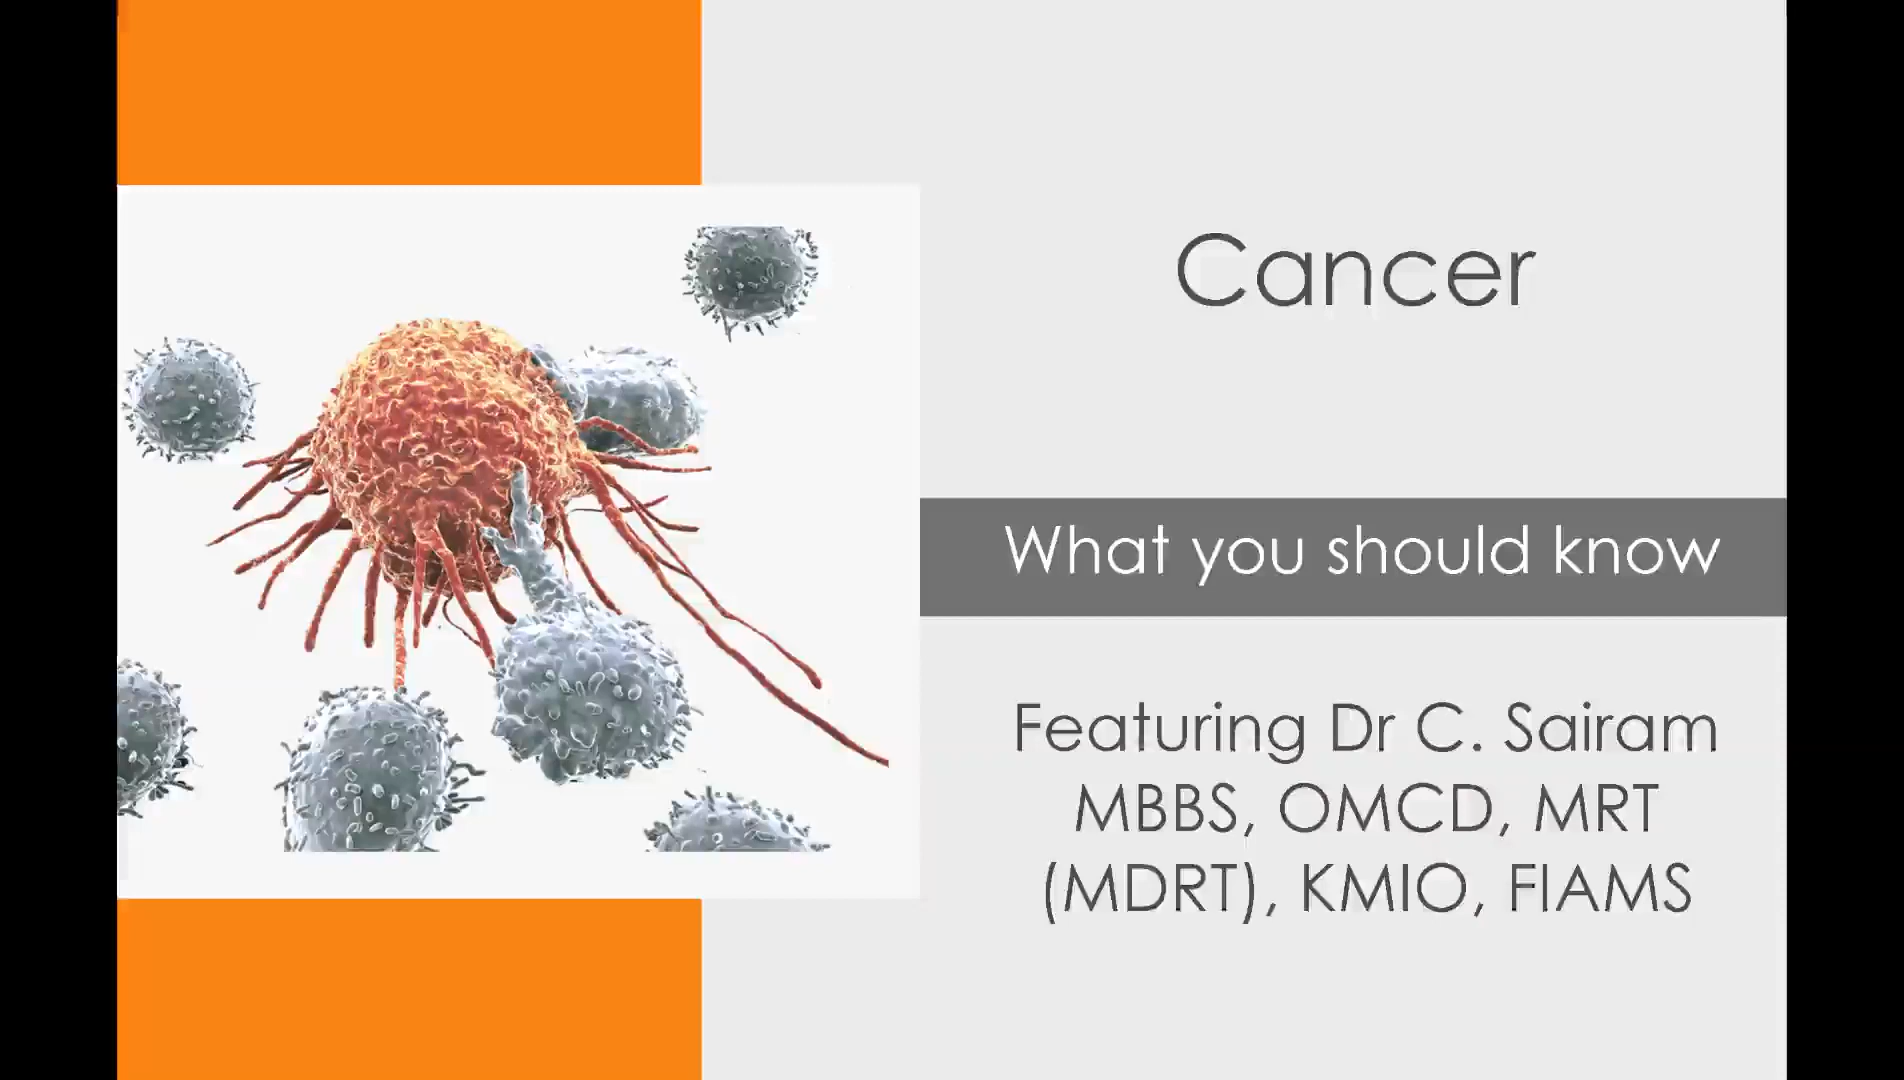 Cancer
What you should know
Featuring Dr C. Sairam
MBBS, OMCD, MRT
(MDRT), KMIO, FIAMS